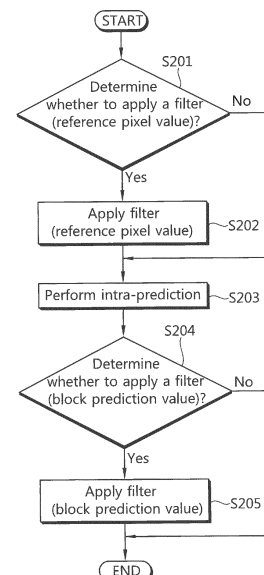 START
S201
Determine
whether to apply a filter
(reference pixel value)?
No
Yes
Apply filter
(reference pixel value)
S202
Perform intra-prediction
S203
S204
Determine
whether to apply a filter
(block prediction value)?
No
Yes
Apply filter
(block prediction value)
S205
END